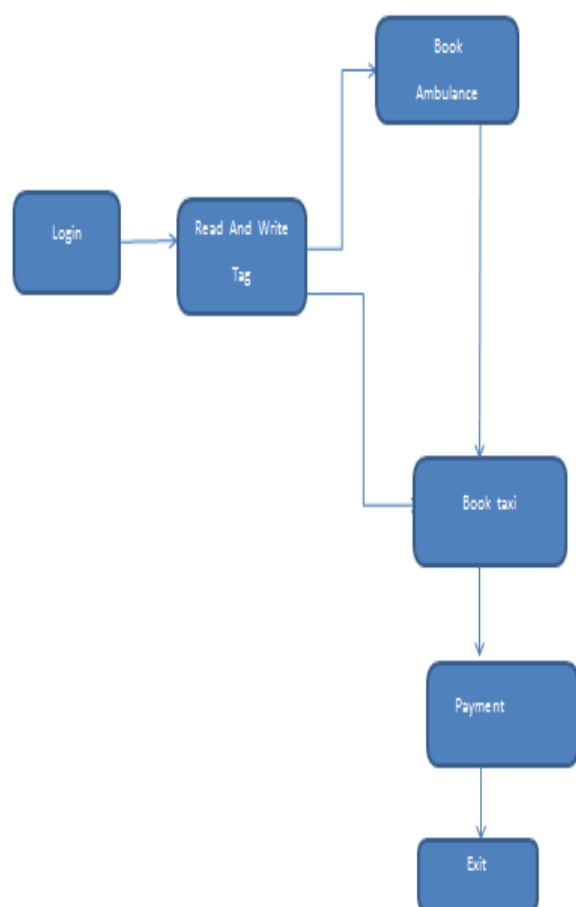 Book
Ambulance
Login
Read And Write
Tag
Book taxi
Payment
Exit